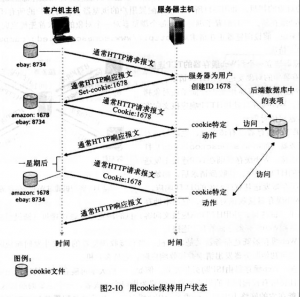 客户机主机
服务器主机
ebay: 8734
通常HTTP请求报文
通常HTTP响应报文
Set-cookie:1678
服务器为用户
创建ID 1678
后端数据库中
的表项
amazon: 1678
ebay: 8734
通常HTTP请求报文
Cookie:1678
cookie特定
动作
访问
通常HTTP响应报文
一星期后
通常HTTP请求报文
Cookie:1678
访问
amazon: 1678
ebay: 8734
cookie特定
动作
通常HTTP响应报文
时间
时间
图例:
cookie文件
图2-10 用cookie保持用户状态